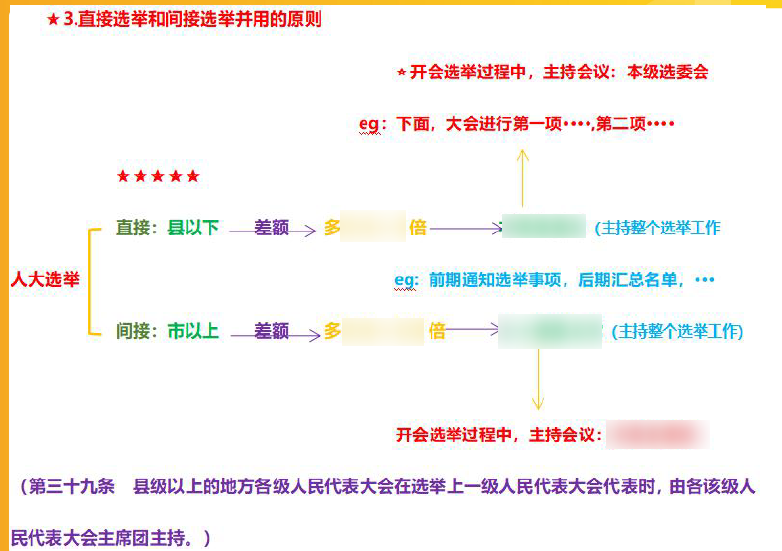 ★ 3.直接选举和间接选举并用的原则
☆开会选举过程中，主持会议：本级选委会
eg：下面，大会进行第一项····,第二项····
★★★★★
直接：县以下 差额 多 倍 (主持整个选举工作
人大选举
eg: 前期通知选举事项，后期汇总名单，···
间接：市以上 差额 多 倍 (主持整个选举工作)
开会选举过程中，主持会议：
（第三十九条 县级以上的地方各级人民代表大会在选举上一级人民代表大会代表时，由各该级人
民代表大会主席团主持。）